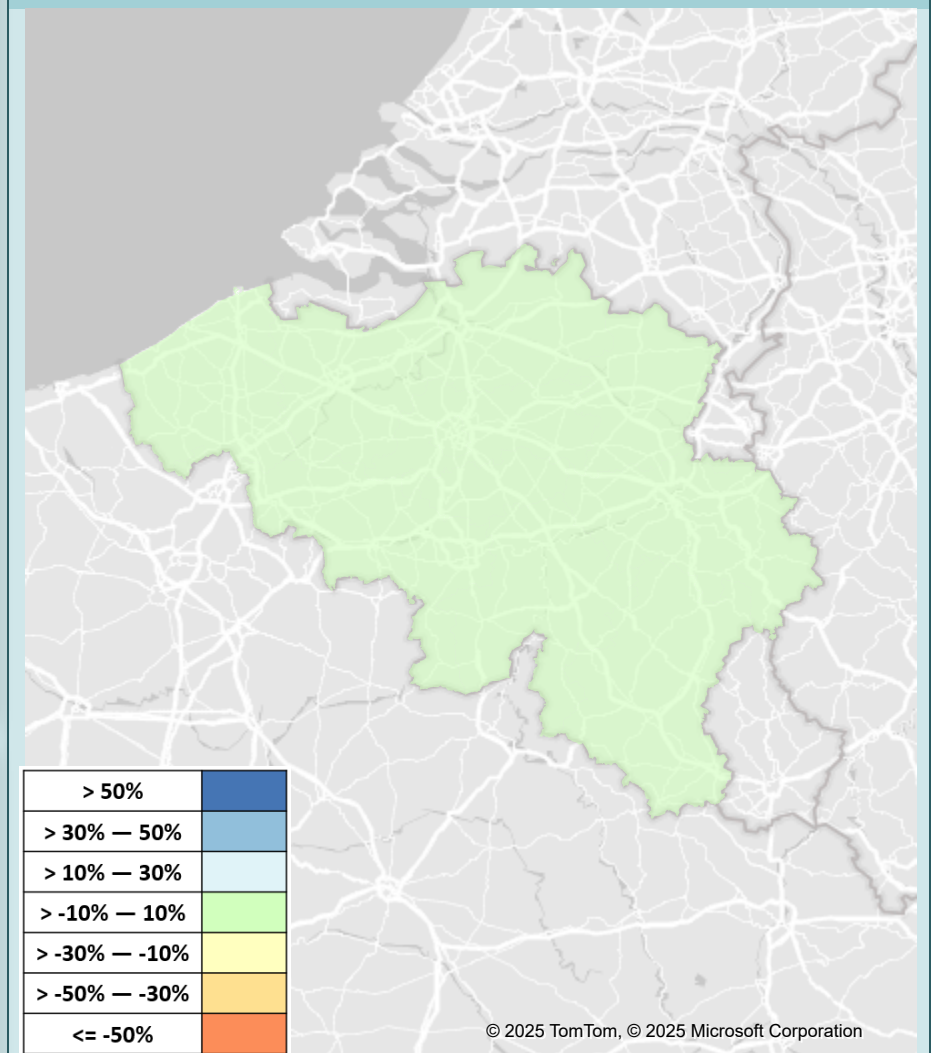 > 50%
> 30% — 50%
> 10% — 30%
> -10% — 10%
> -30% — -10%
> -50% — -30%
<= -50%
© 2025 TomTom, © 2025 Microsoft Corporation